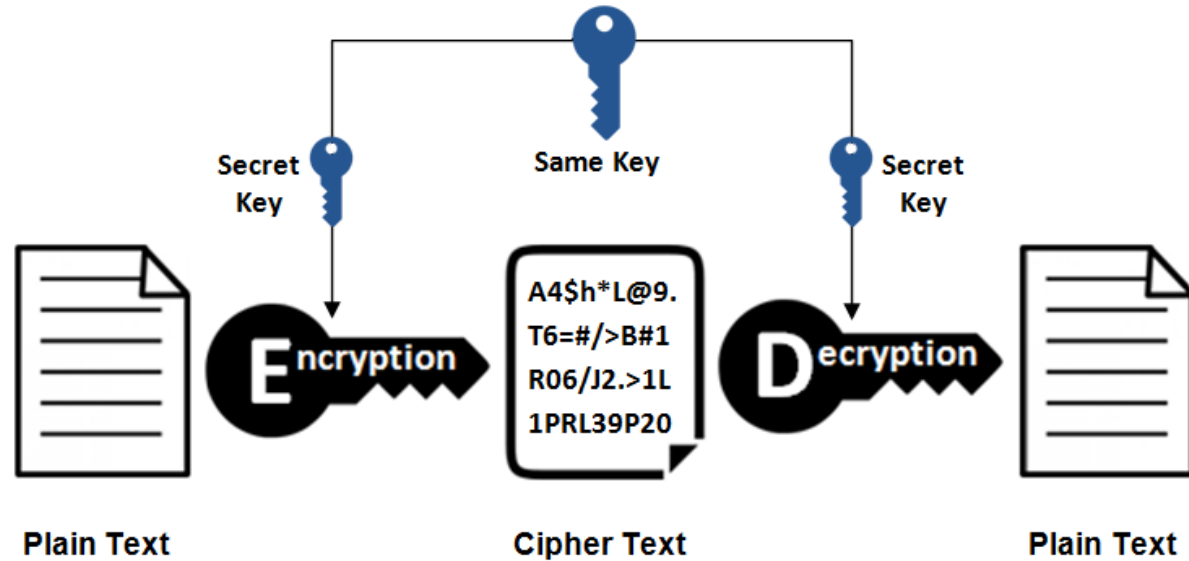 Same Key
Secret
Key
Secret
Key
Encryption
A4$h*L@9.
T6=#/>B#1
R06/J2.>1L
1PRL39P20
Decryption
Plain Text
Cipher Text
Plain Text